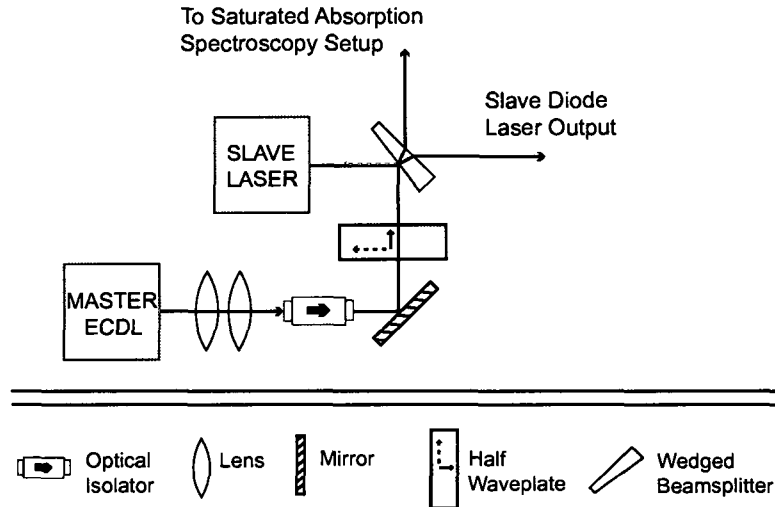 To Saturated Absorption
Spectroscopy Setup
Slave Diode
Laser Output
SLAVE
LASER
MASTER
ECDL
Optical
Isolator
Lens
Mirror
Half
Waveplate
Wedged
Beamsplitter